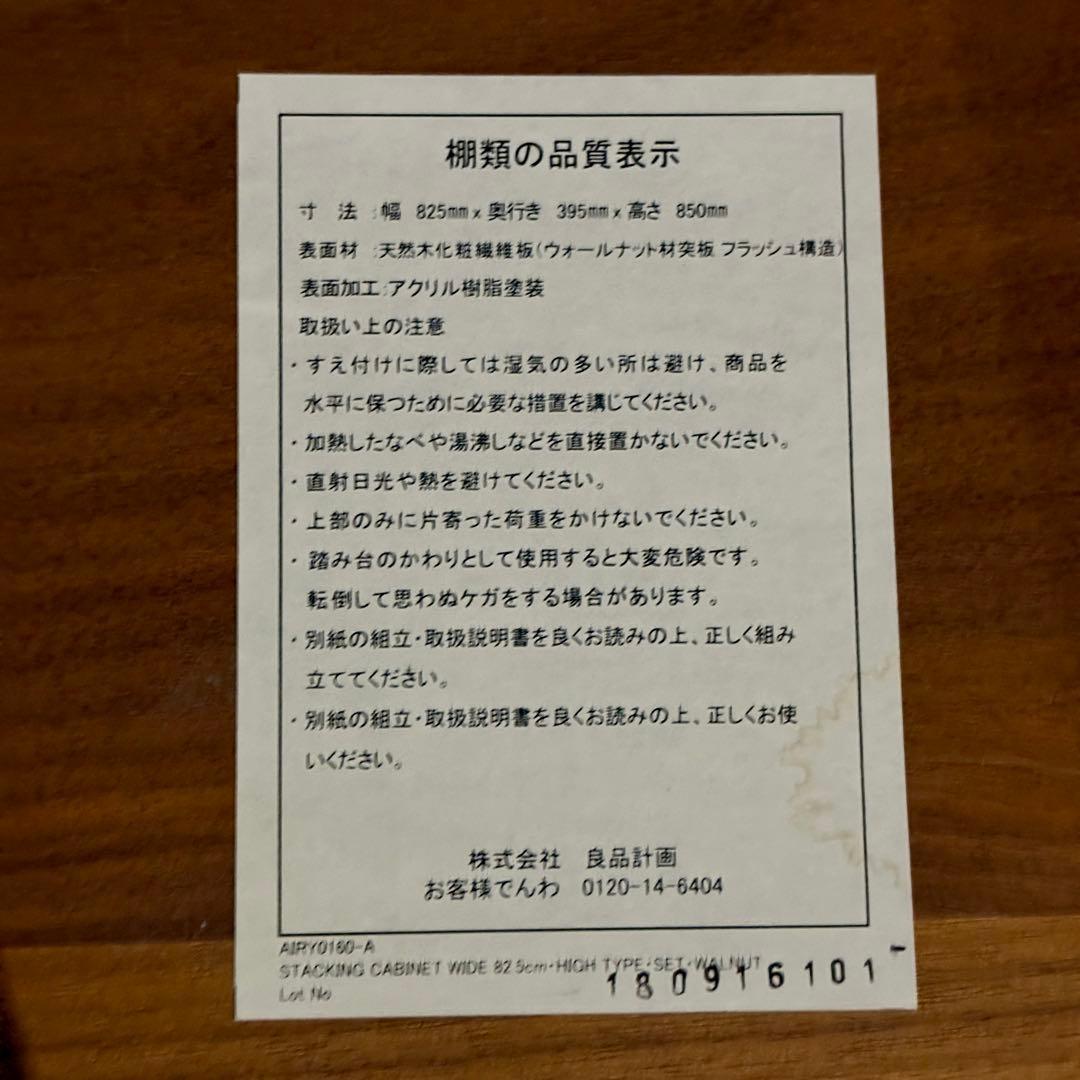 棚類の品質表示
寸 法 :幅 825mm x 奥行き 395mm x 高さ 850mm
表面材 :天然木化粧繊維板(ウォールナット材突板 フラッシュ構造)
表面加工:アクリル樹脂塗装
取扱い上の注意
・すえ付けに際しては湿気の多い所は避け、商品を
水平に保つために必要な措置を講じてください。
・加熱したなべや湯沸しなどを直接置かないでください。
・直射日光や熱を避けてください。
・上部のみに片寄った荷重をかけないでください。
・踏み台のかわりとして使用すると大変危険です。
転倒して思わぬケガをする場合があります。
・別紙の組立・取扱説明書を良くお読みの上、正しく組み
立ててください。
・別紙の組立・取扱説明書を良くお読みの上、正しくお使
いください。
株式会社 良品計画
お客様でんわ 0120-14-6404
AIRY0160-A
STACKING CABINET WIDE 82.5cm・HIGH TYPE・SET・WALNUT
Lot No 180916101-